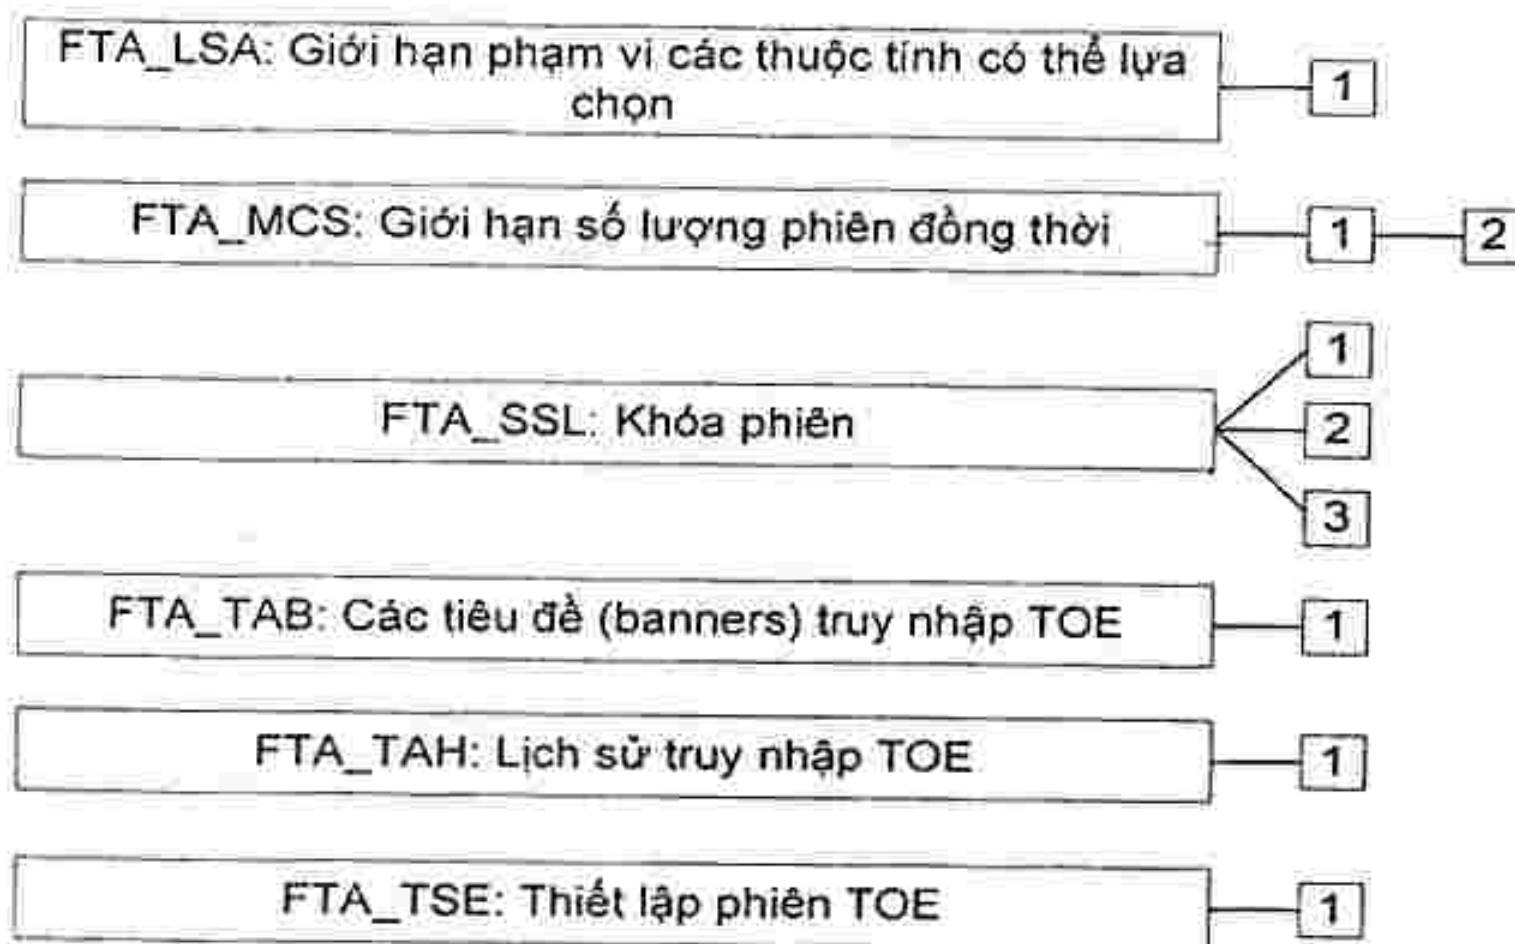 FTA_LSA: Giới hạn phạm vi các thuộc tính có thể lựa
chọn
1
FTA_MCS: Giới hạn số lượng phiên đồng thời
1
2
1
FTA_SSL: Khóa phiên
2
3
FTA_TAB: Các tiêu đề (banners) truy nhập TOE
1
FTA_TAH: Lịch sử truy nhập TOE
1
FTA_TSE: Thiết lập phiên TOE
1